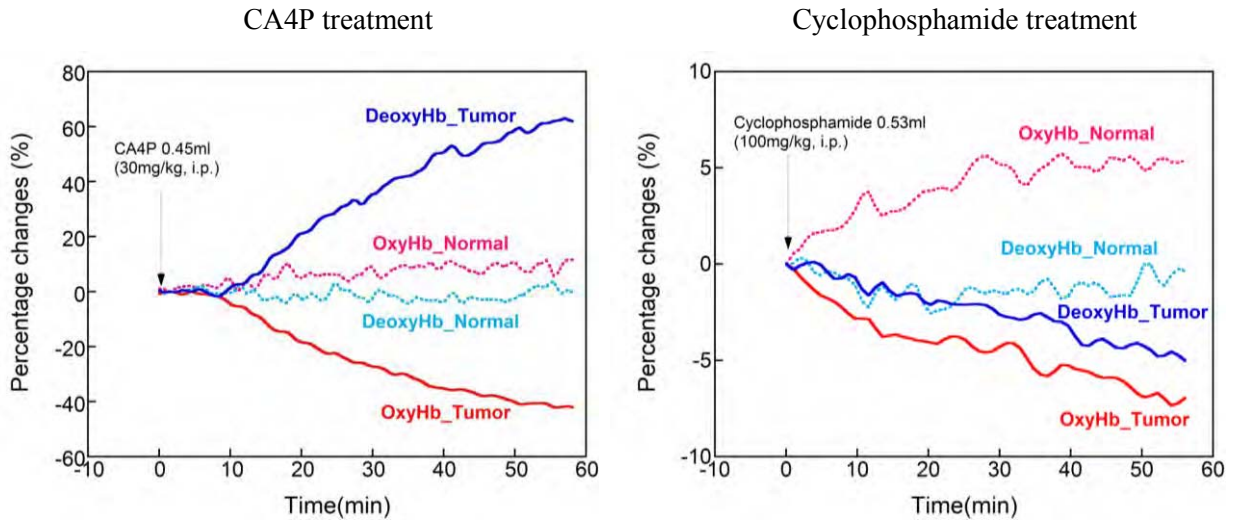 CA4P treatment
Cyclophosphamide treatment
80
60
40
20
0
-20
-40
-60
-10
0
10
20
30
40
50
60
Percentage changes (%)
Time(min)
CA4P 0.45ml
(30mg/kg, i.p.)
DeoxyHb_Tumor
OxyHb_Normal
DeoxyHb_Normal
OxyHb_Tumor
10
5
0
-5
-10
-10
0
10
20
30
40
50
60
Percentage changes (%)
Time(min)
Cyclophosphamide 0.53ml
(100mg/kg, i.p.)
OxyHb_Normal
DeoxyHb_Normal
DeoxyHb_Tumor
OxyHb_Tumor